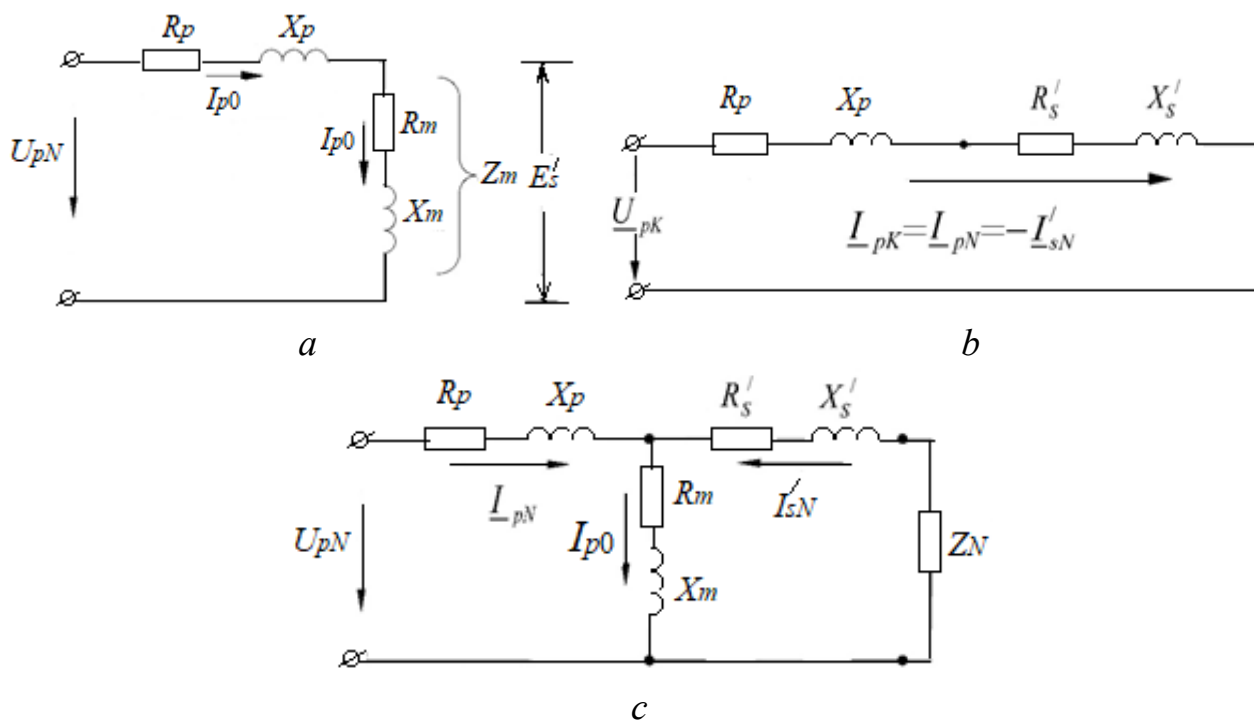 Rp Xp
Ip0
Ip0 Rm
UpN Zm Es/
Xm
a
Rp Xp Rs/ Xs/
UpK
IpK=IpN=−I/sN
b
Rp Xp Rs/ Xs/
IpN Rm I/sN
UpN Ip0 ZN
Xm
c